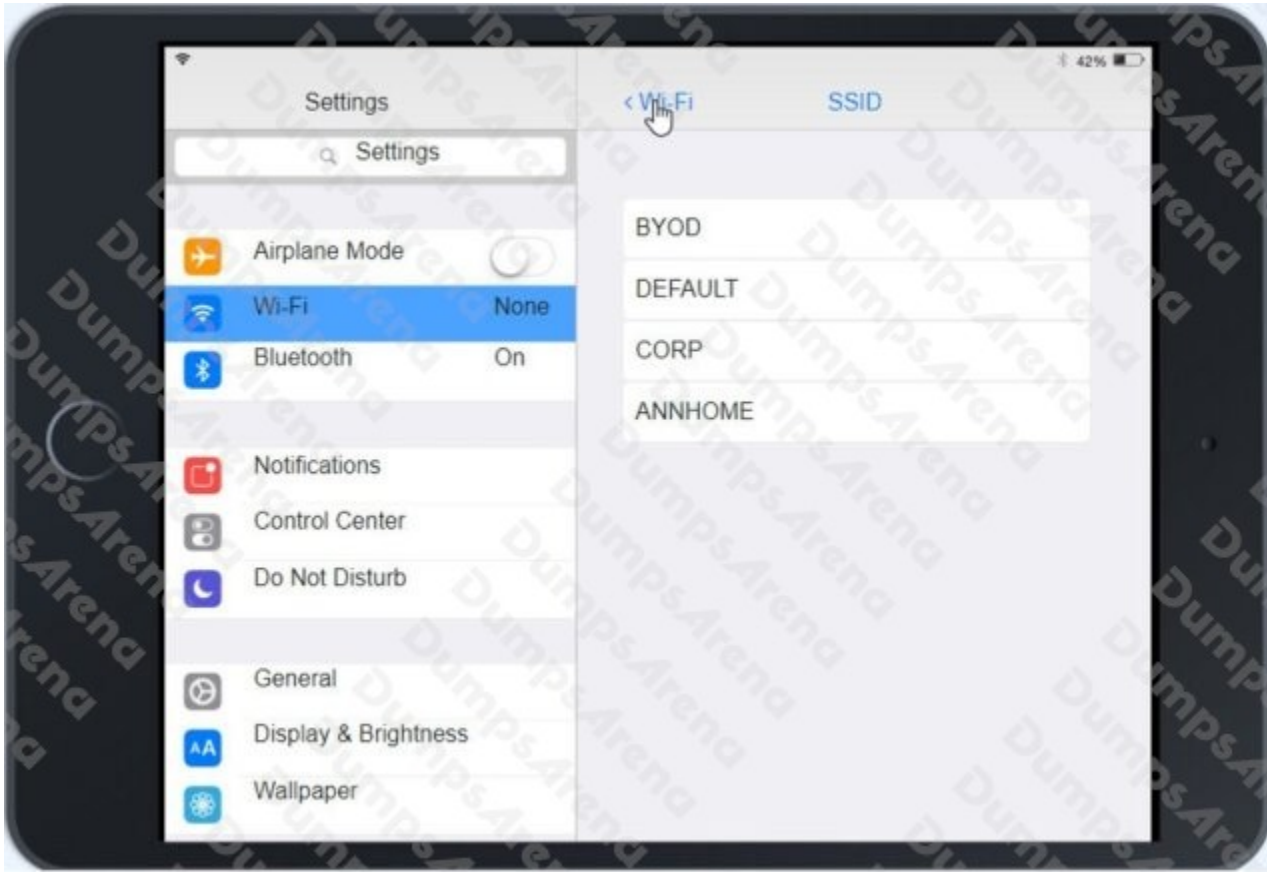 42%
Settings
< Wi-Fi SSID
Settings
Airplane Mode
Wi-Fi None
Bluetooth On
Notifications
Control Center
Do Not Disturb
General
Display & Brightness
Wallpaper
BYOD
DEFAULT
CORP
ANNHOME
DumpsArena